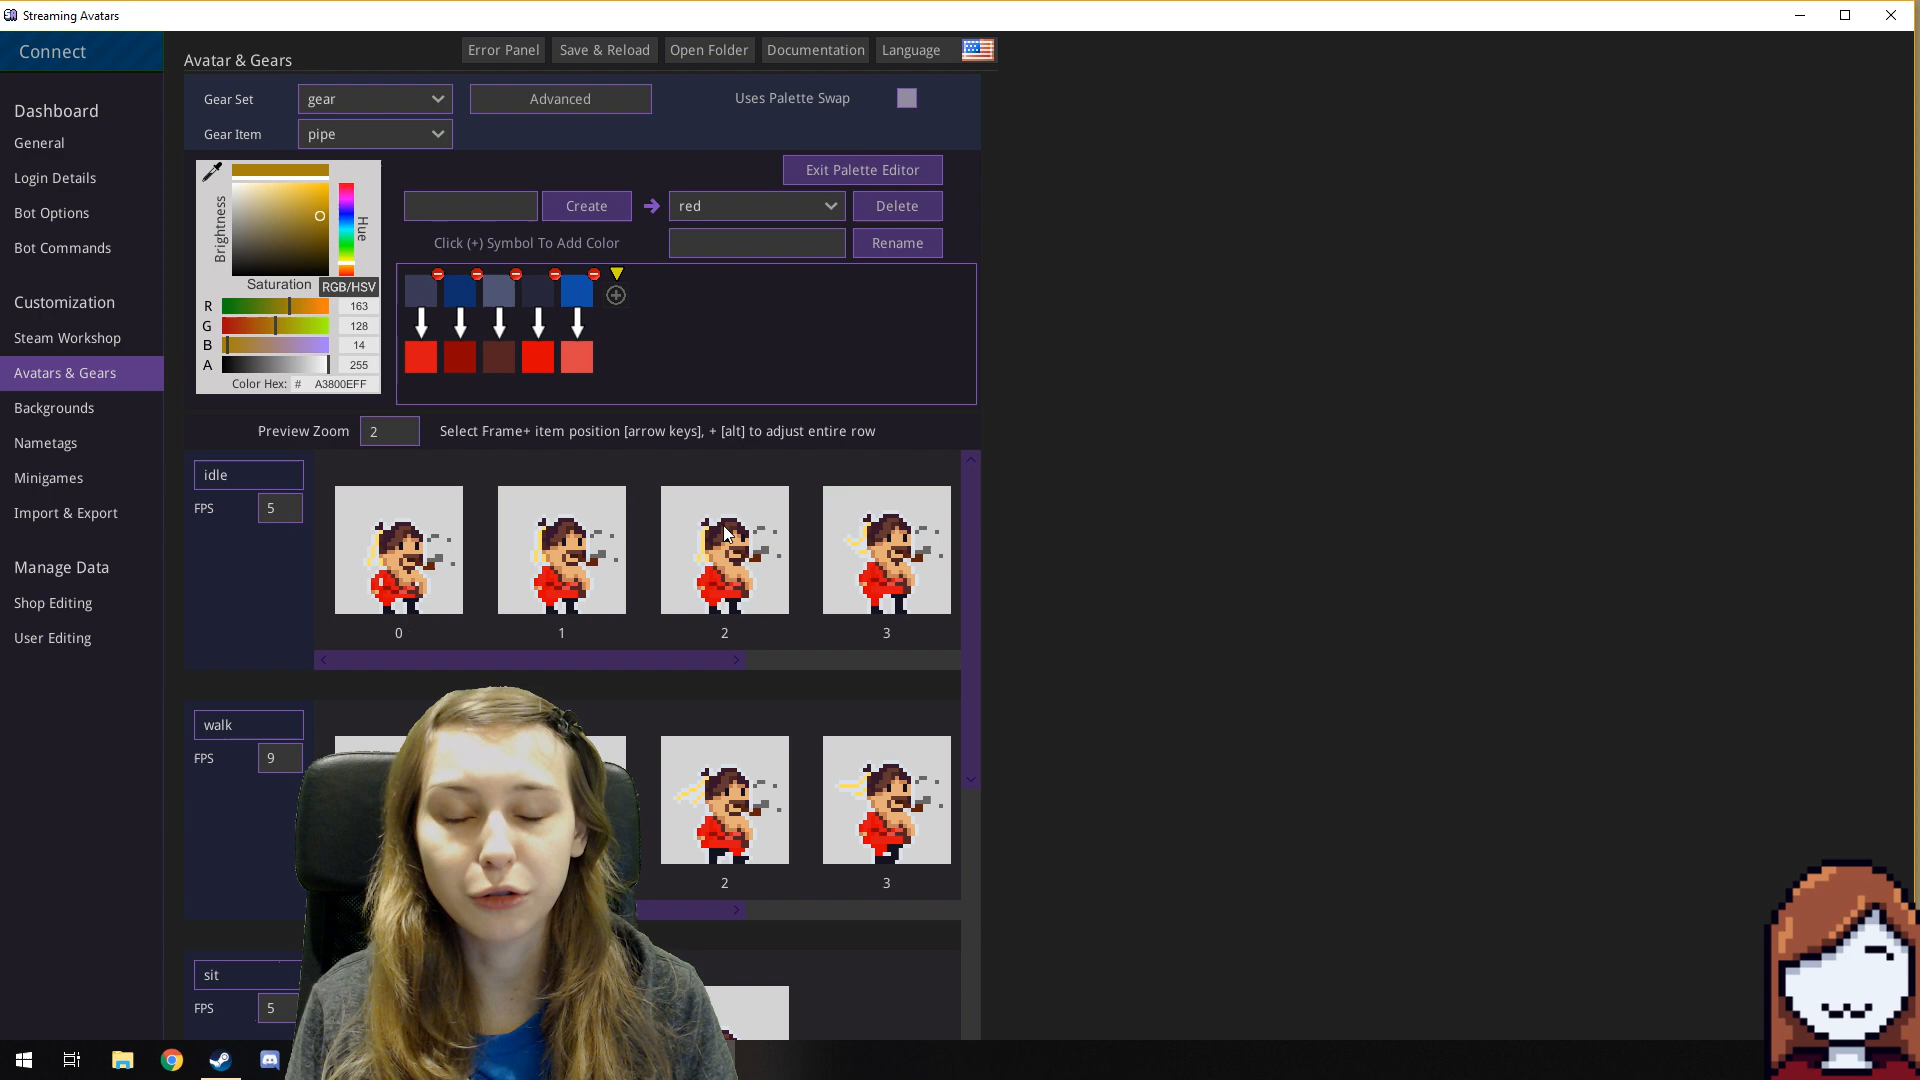 Streaming Avatars
Connect
Dashboard
General
Login Details
Bot Options
Bot Commands
Customization
Steam Workshop
Avatars & Gears
Backgrounds
Nametags
Minigames
Import & Export
Manage Data
Shop Editing
User Editing
Avatar & Gears
Error Panel
Save & Reload
Open Folder
Documentation
Language
Gear Set
gear
Advanced
Uses Palette Swap
Gear Item
pipe
Exit Palette Editor
Create
red
Delete
Click (+) Symbol To Add Color
Rename
Brightness
Hue
Saturation
RGB/HSV
R 163
G 128
B 14
A 255
Color Hex: # A3800EFF
Preview Zoom 2
Select Frame+ item position [arrow keys], + [alt] to adjust entire row
idle
FPS 5
0 1 2 3
walk
FPS 9
2 3
sit
FPS 5